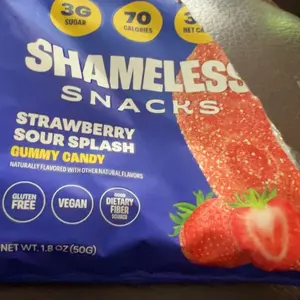 3G
SUGAR
70
CALORIES
3
NET CA
SHAMELESS
SNACKS
STRAWBERRY
SOUR SPLASH
GUMMY CANDY
NATURALLY FLAVORED WITH OTHER NATURAL FLAVORS
GLUTEN
FREE
VEGAN
GOOD
DIETARY
FIBER
SOURCE
NET WT. 1.8 OZ (50G)